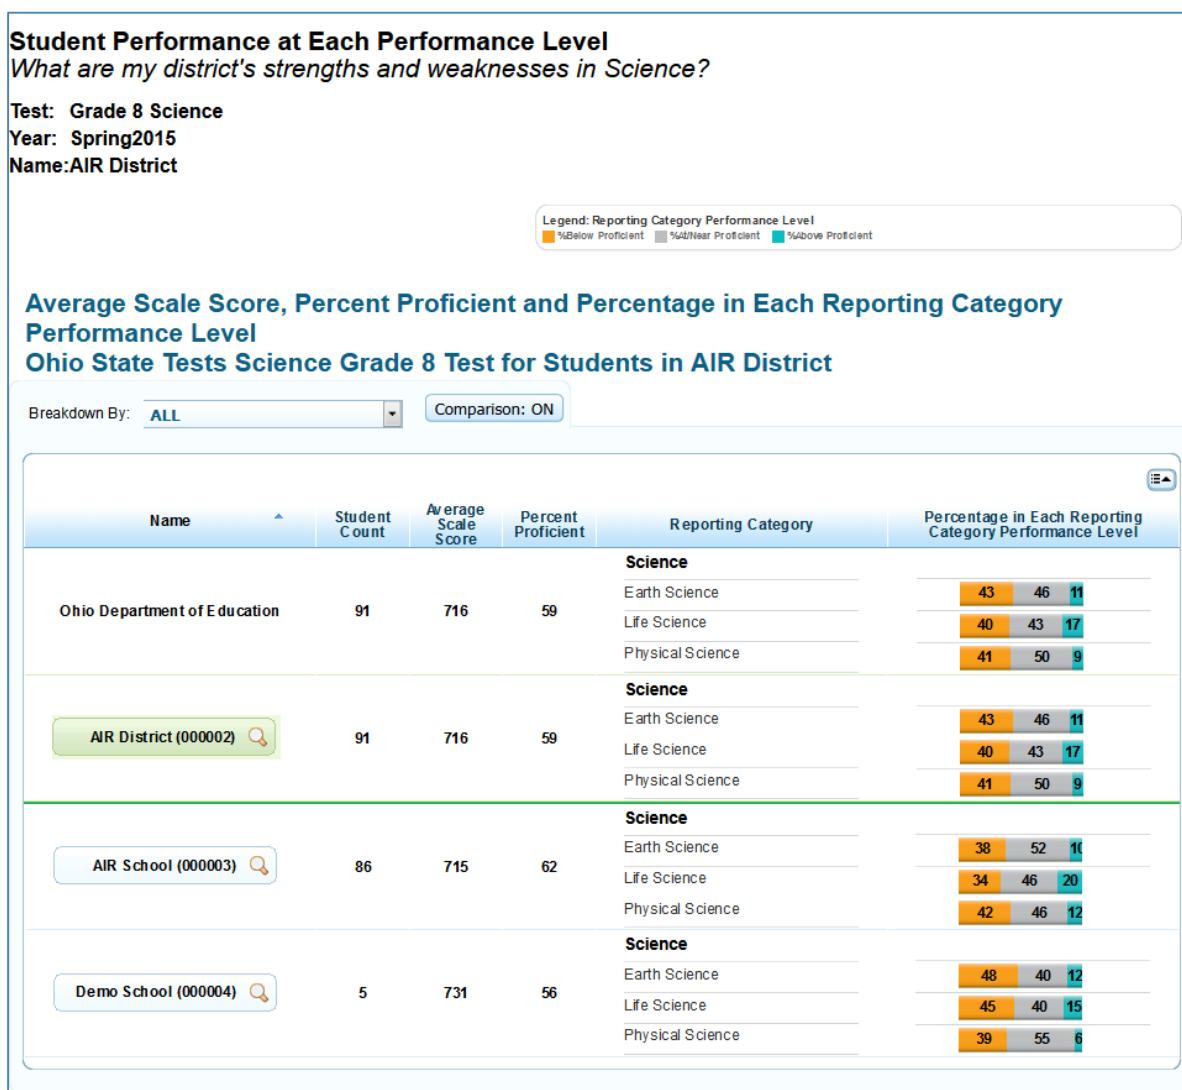 Student Performance at Each Performance Level
What are my district's strengths and weaknesses in Science?
Test: Grade 8 Science
Year: Spring2015
Name:AIR District
Legend: Reporting Category Performance Level
%Below Proficient %At/Near Proficient %Above Proficient
Average Scale Score, Percent Proficient and Percentage in Each Reporting Category
Performance Level
Ohio State Tests Science Grade 8 Test for Students in AIR District
Breakdown By: ALL Comparison: ON
Name Student Count Average Scale Score Percent Proficient Reporting Category Percentage in Each Reporting Category Performance Level
Science
Earth Science 43 46 11
Ohio Department of Education 91 716 59
Life Science 40 43 17
Physical Science 41 50 9
Science
Earth Science 43 46 11
AIR District (000002) 91 716 59
Life Science 40 43 17
Physical Science 41 50 9
Science
Earth Science 38 52 10
AIR School (000003) 86 715 62
Life Science 34 46 20
Physical Science 42 46 12
Science
Earth Science 48 40 12
Demo School (000004) 5 731 56
Life Science 45 40 15
Physical Science 39 55 6